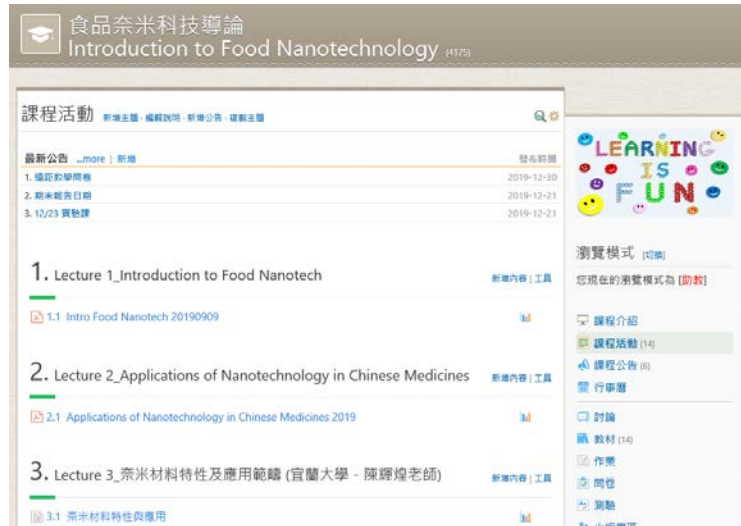 食品奈米科技導論
Introduction to Food Nanotechnology (4175)
課程活動 新增主題 · 編輯說明 · 新增公告 · 複製主題
最新公告 ...more | 新增 發布時間
1. 遠距教學問卷 2019-12-30
2. 期末報告日期 2019-12-21
3. 12/23 實驗課 2019-12-21
1. Lecture 1_Introduction to Food Nanotech 新增內容 | 工具
1.1 Intro Food Nanotech 20190909
2. Lecture 2_Applications of Nanotechnology in Chinese Medicines 新增內容 | 工具
2.1 Applications of Nanotechnology in Chinese Medicines 2019
3. Lecture 3_奈米材料特性及應用範疇 (宜蘭大學 - 陳輝煌老師) 新增內容 | 工具
3.1 奈米材料特性與應用
LEARNING
IS
FUN
瀏覽模式 [切換]
您現在的瀏覽模式為 [助教]
課程介紹
課程活動 (14)
課程公告 (6)
行事曆
討論
教材 (14)
作業
問卷
測驗